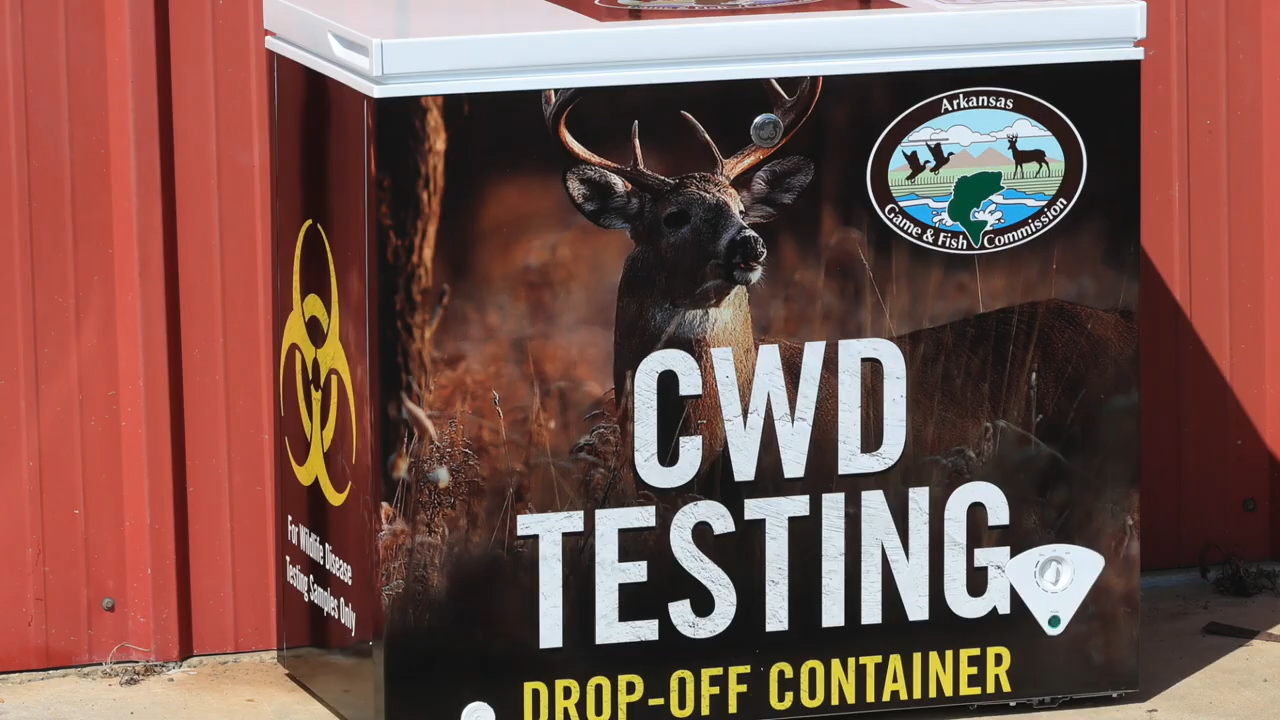 Arkansas
Game & Fish Commission
CWD
TESTING
DROP-OFF CONTAINER
For Wildlife Disease
Testing Samples Only